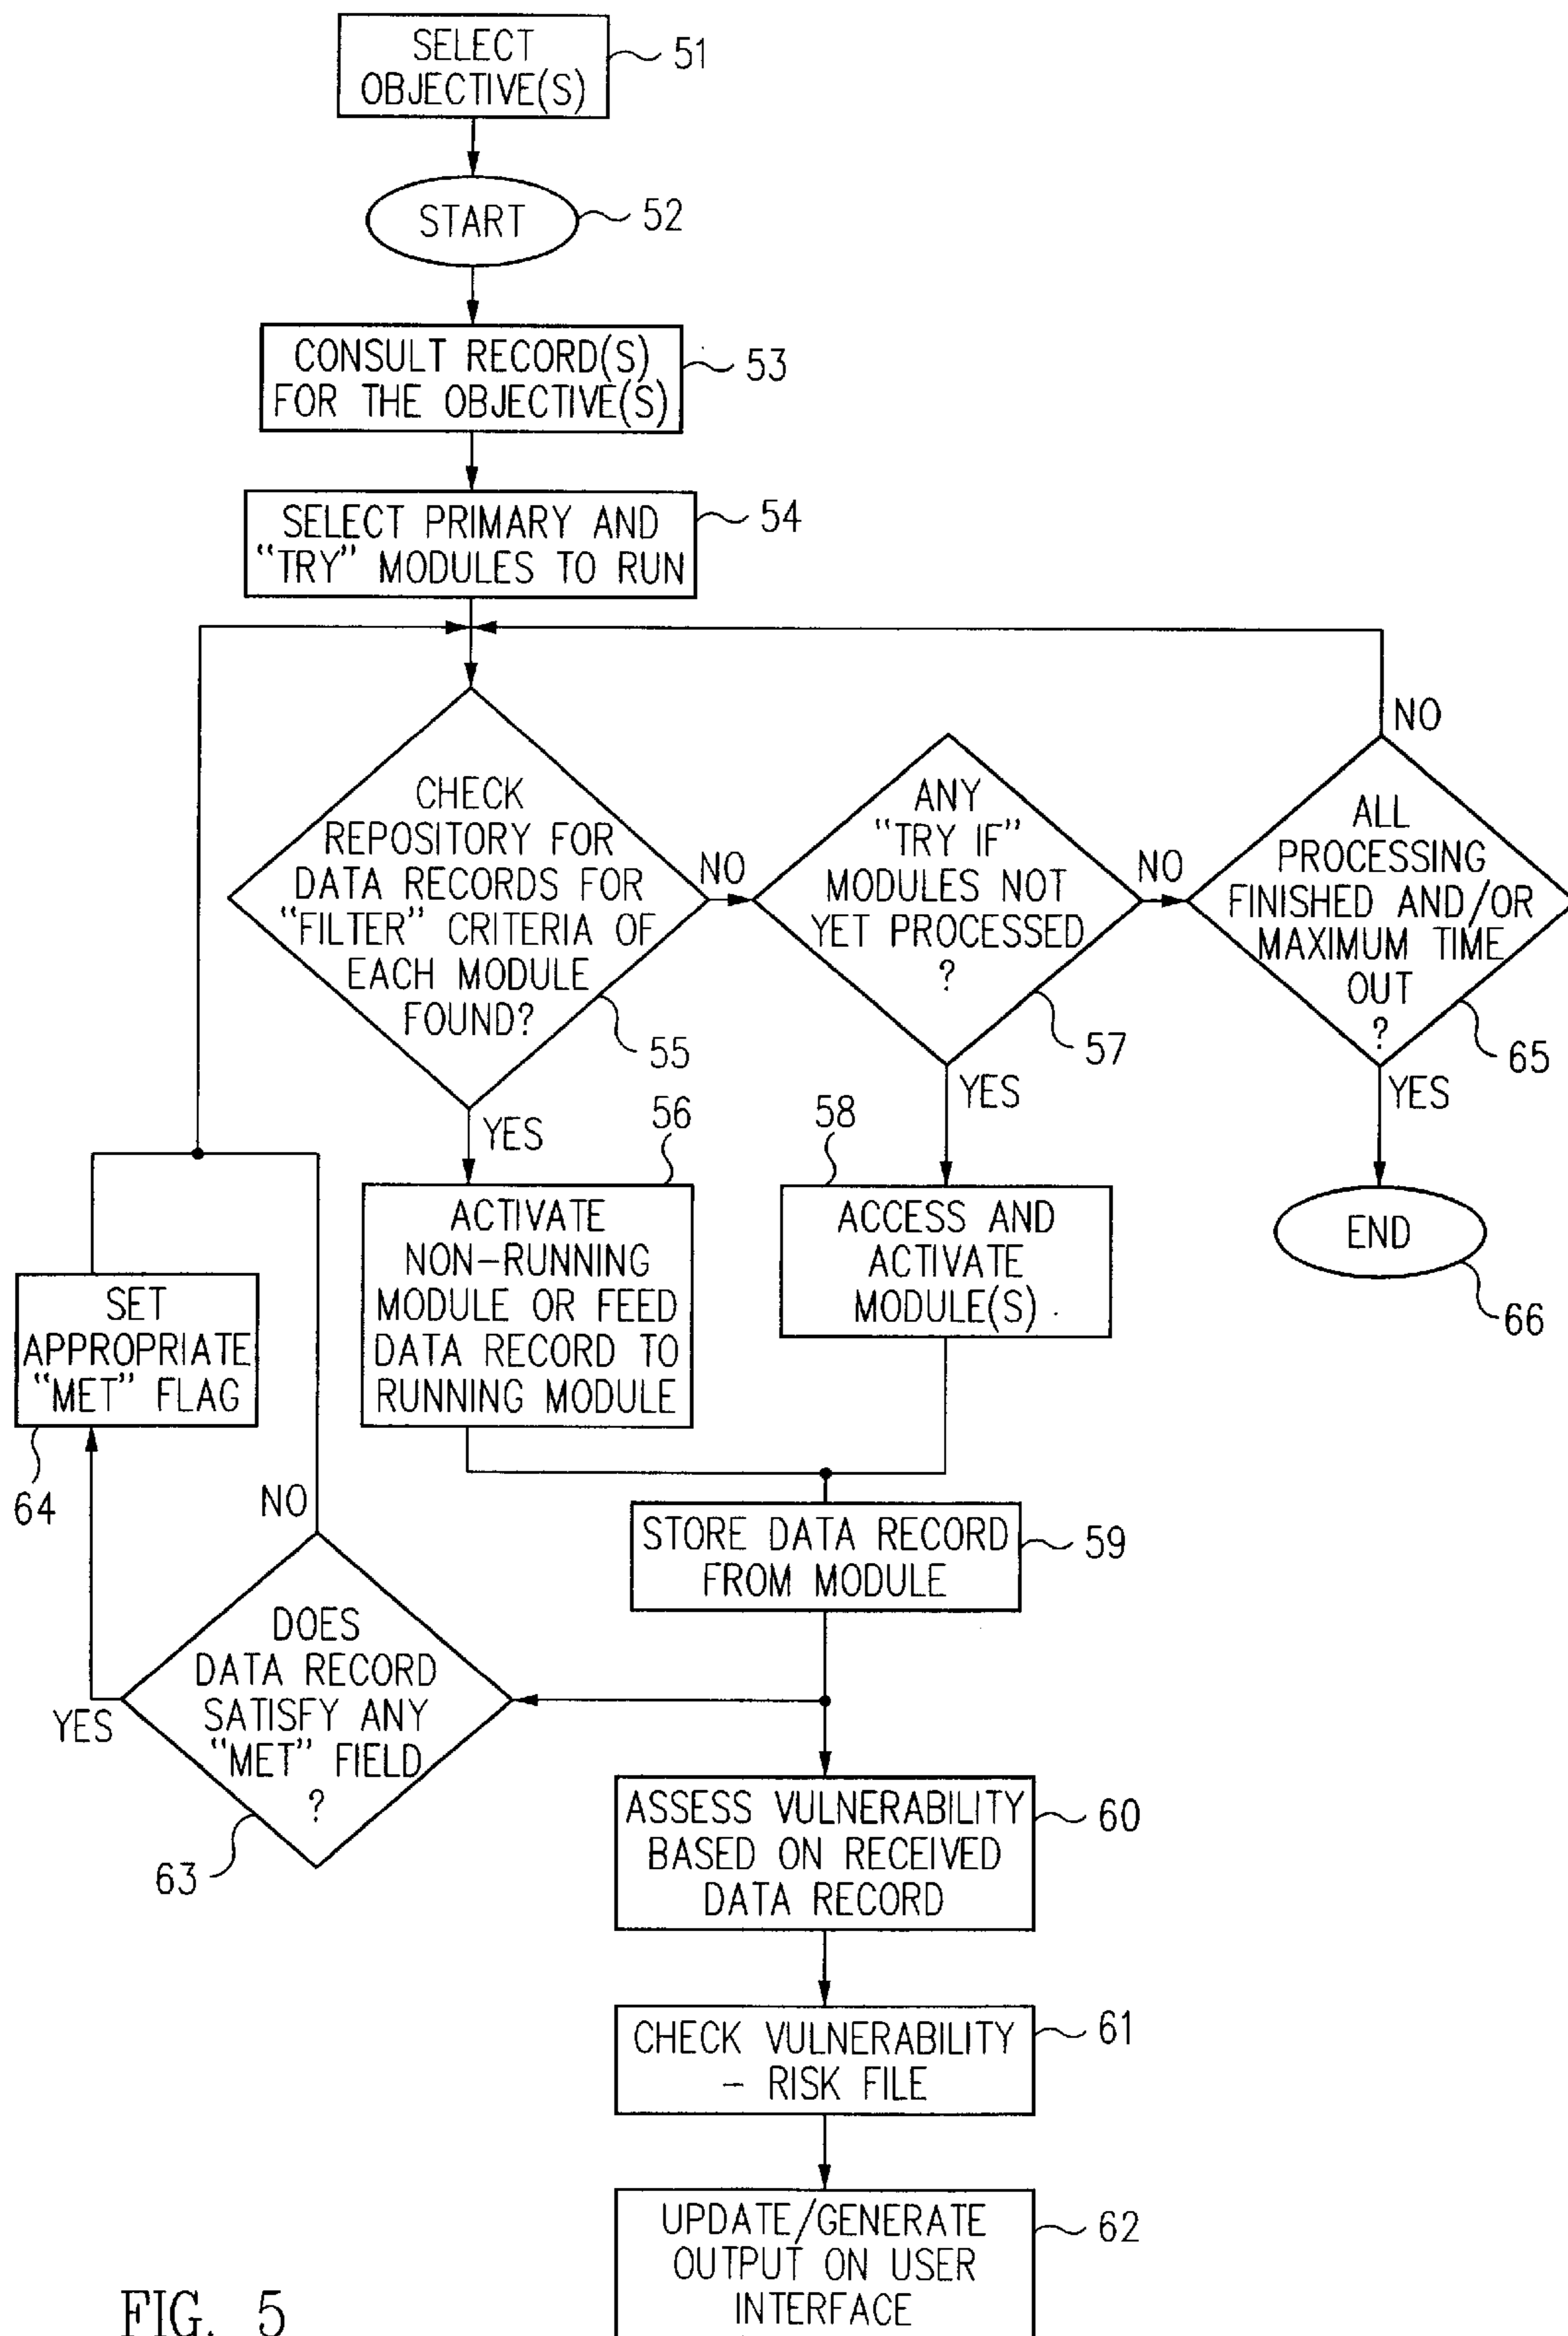 SELECT
OBJECTIVE(S)
51
START
52
CONSULT RECORD(S)
FOR THE OBJECTIVE(S)
53
SELECT PRIMARY AND
“TRY” MODULES TO RUN
54
CHECK
REPOSITORY FOR
DATA RECORDS FOR
“FILTER” CRITERIA OF
EACH MODULE
FOUND?
55
NO
YES
ANY
“TRY IF”
MODULES NOT
YET PROCESSED
?
57
NO
YES
ALL
PROCESSING
FINISHED AND/OR
MAXIMUM TIME
OUT
?
65
NO
YES
56
ACTIVATE
NON-RUNNING
MODULE OR FEED
DATA RECORD TO
RUNNING MODULE
58
ACCESS AND
ACTIVATE
MODULE(S)
END
66
SET
APPROPRIATE
“MET” FLAG
64
STORE DATA RECORD
FROM MODULE
59
NO
DOES
DATA RECORD
SATISFY ANY
“MET” FIELD
?
YES
63
ASSESS VULNERABILITY
BASED ON RECEIVED
DATA RECORD
60
CHECK VULNERABILITY
- RISK FILE
61
UPDATE/GENERATE
OUTPUT ON USER
INTERFACE
62
FIG. 5